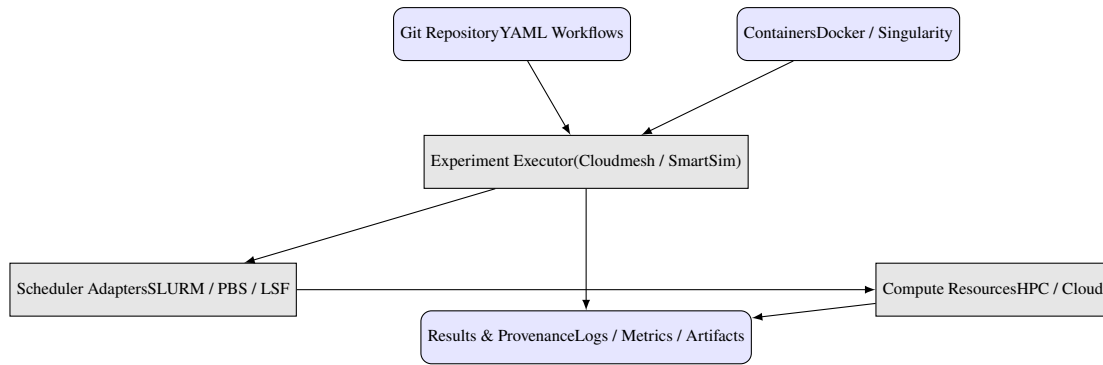 Git RepositoryYAML Workflows
ContainersDocker / Singularity
Experiment Executor(Cloudmesh / SmartSim)
Scheduler AdaptersSLURM / PBS / LSF
Compute ResourcesHPC / Cloud
Results & ProvenanceLogs / Metrics / Artifacts